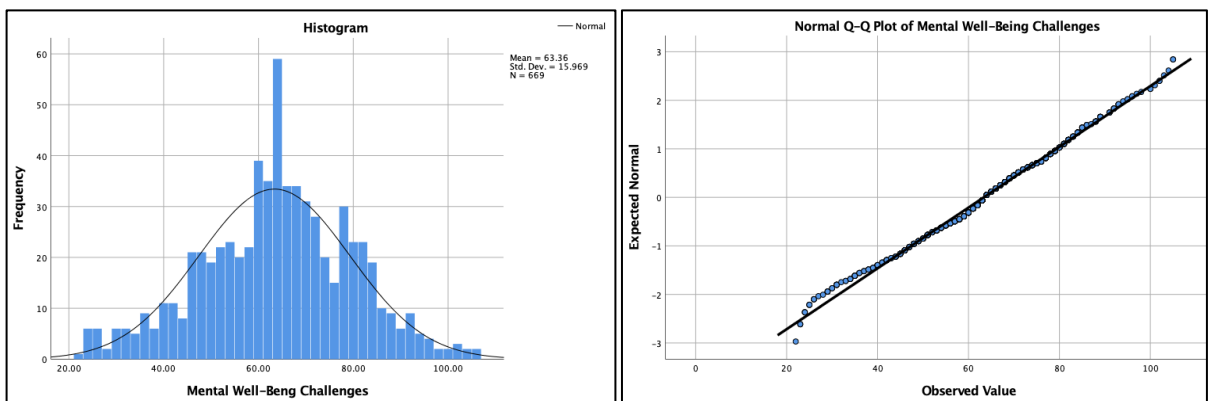 Histogram
Normal
Mean = 63.36
Std. Dev. = 15.969
N = 669
Frequency
60
50
40
30
20
10
0
20.00 40.00 60.00 80.00 100.00
Mental Well-Beng Challenges
Normal Q-Q Plot of Mental Well-Being Challenges
Expected Normal
3
2
1
0
-1
-2
-3
0 20 40 60 80 100
Observed Value